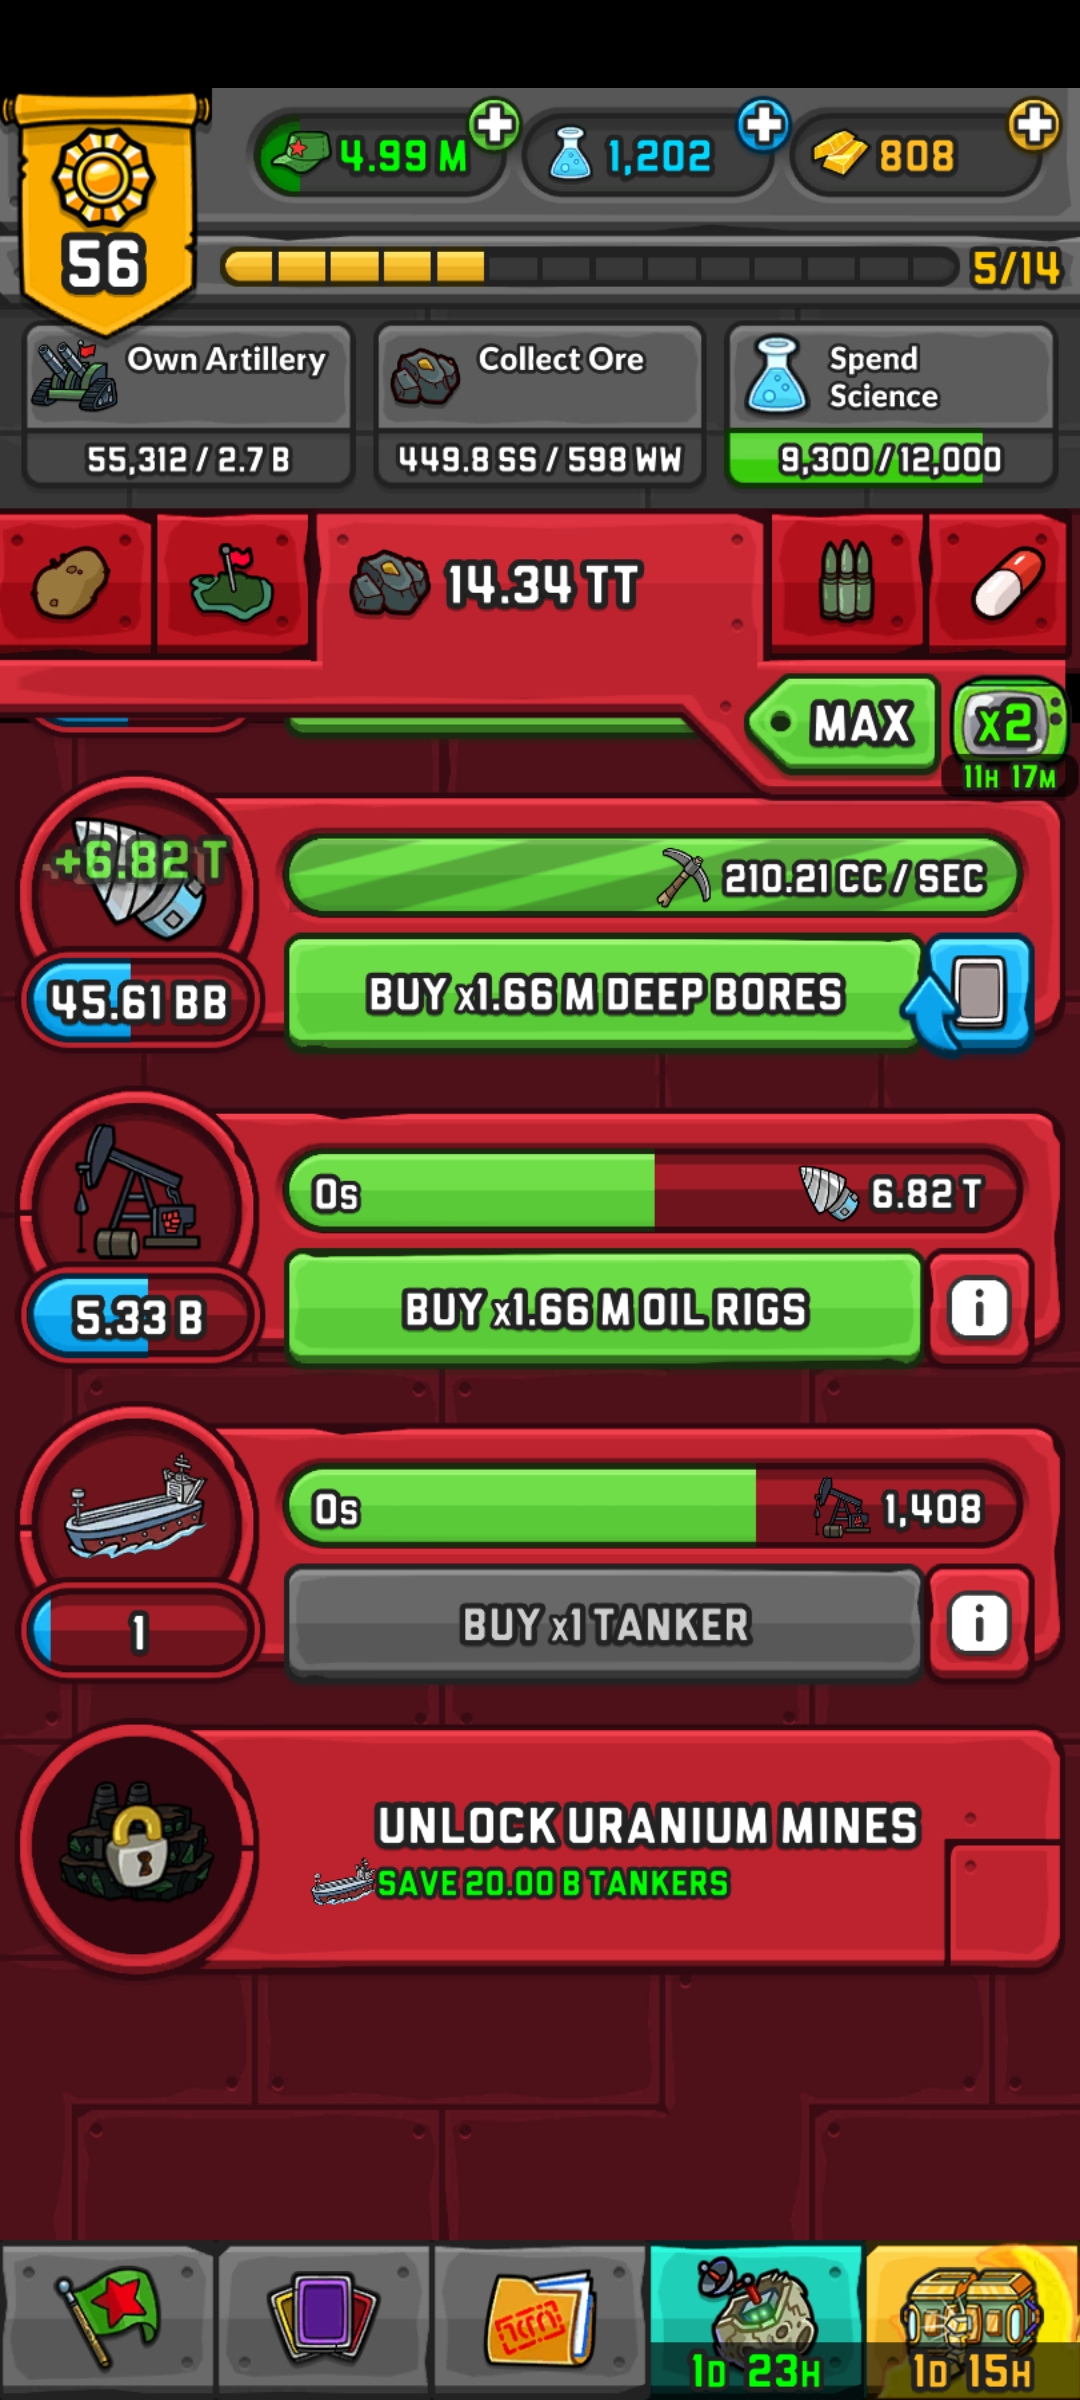 4.99 M
1,202
808
56
5/14
Own Artillery
55,312 / 2.7 B
Collect Ore
449.8 SS / 598 WW
Spend
Science
9,300 / 12,000
14.34 TT
MAX
x2
11H 17M
+6.82 T
210.21 CC / SEC
45.61 BB
BUY x1.66 M DEEP BORES
0s
6.82 T
5.33 B
BUY x1.66 M OIL RIGS
i
0s
1,408
1
BUY x1 TANKER
i
UNLOCK URANIUM MINES
SAVE 20.00 B TANKERS
1D 23H
1D 15H